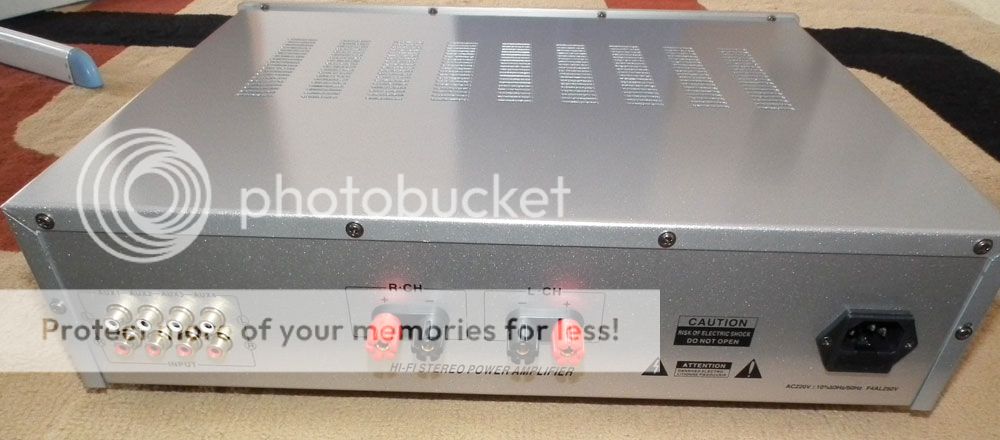 photobucket
AUX1 AUX2 AUX3 AUX4
R-CH
L-CH
+ − − +
Protect more of your memories for less!
CAUTION
RISK OF ELECTRIC SHOCK
DO NOT OPEN
INPUT
HI-FI STEREO POWER AMPLIFIER
ATTENTION